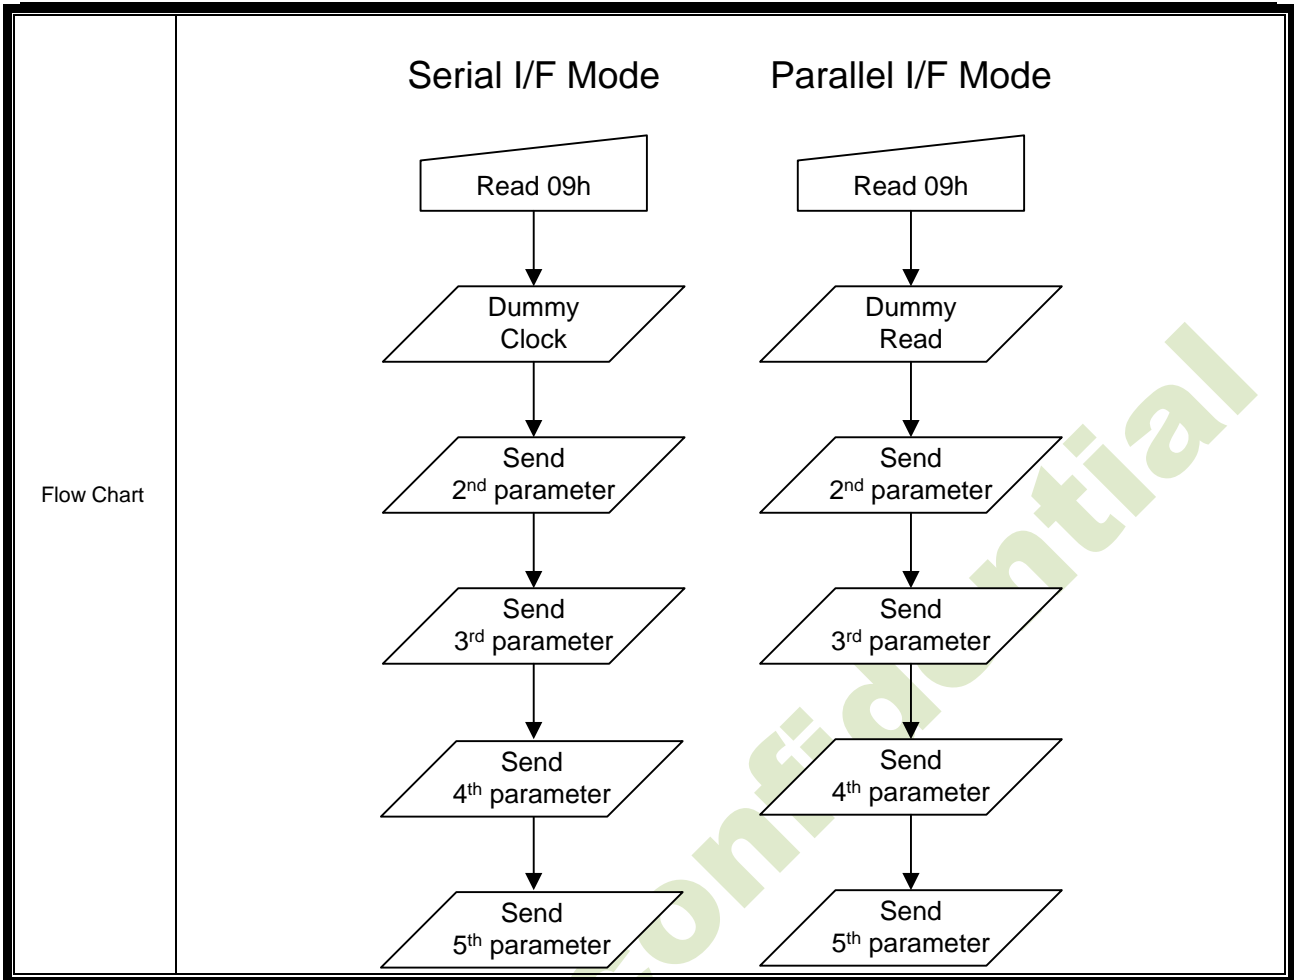 Flow Chart
Serial I/F Mode
Read 09h
Dummy
Clock
Send
2nd parameter
Send
3rd parameter
Send
4th parameter
Send
5th parameter
Parallel I/F Mode
Read 09h
Dummy
Read
Send
2nd parameter
Send
3rd parameter
Send
4th parameter
Send
5th parameter
onfidential